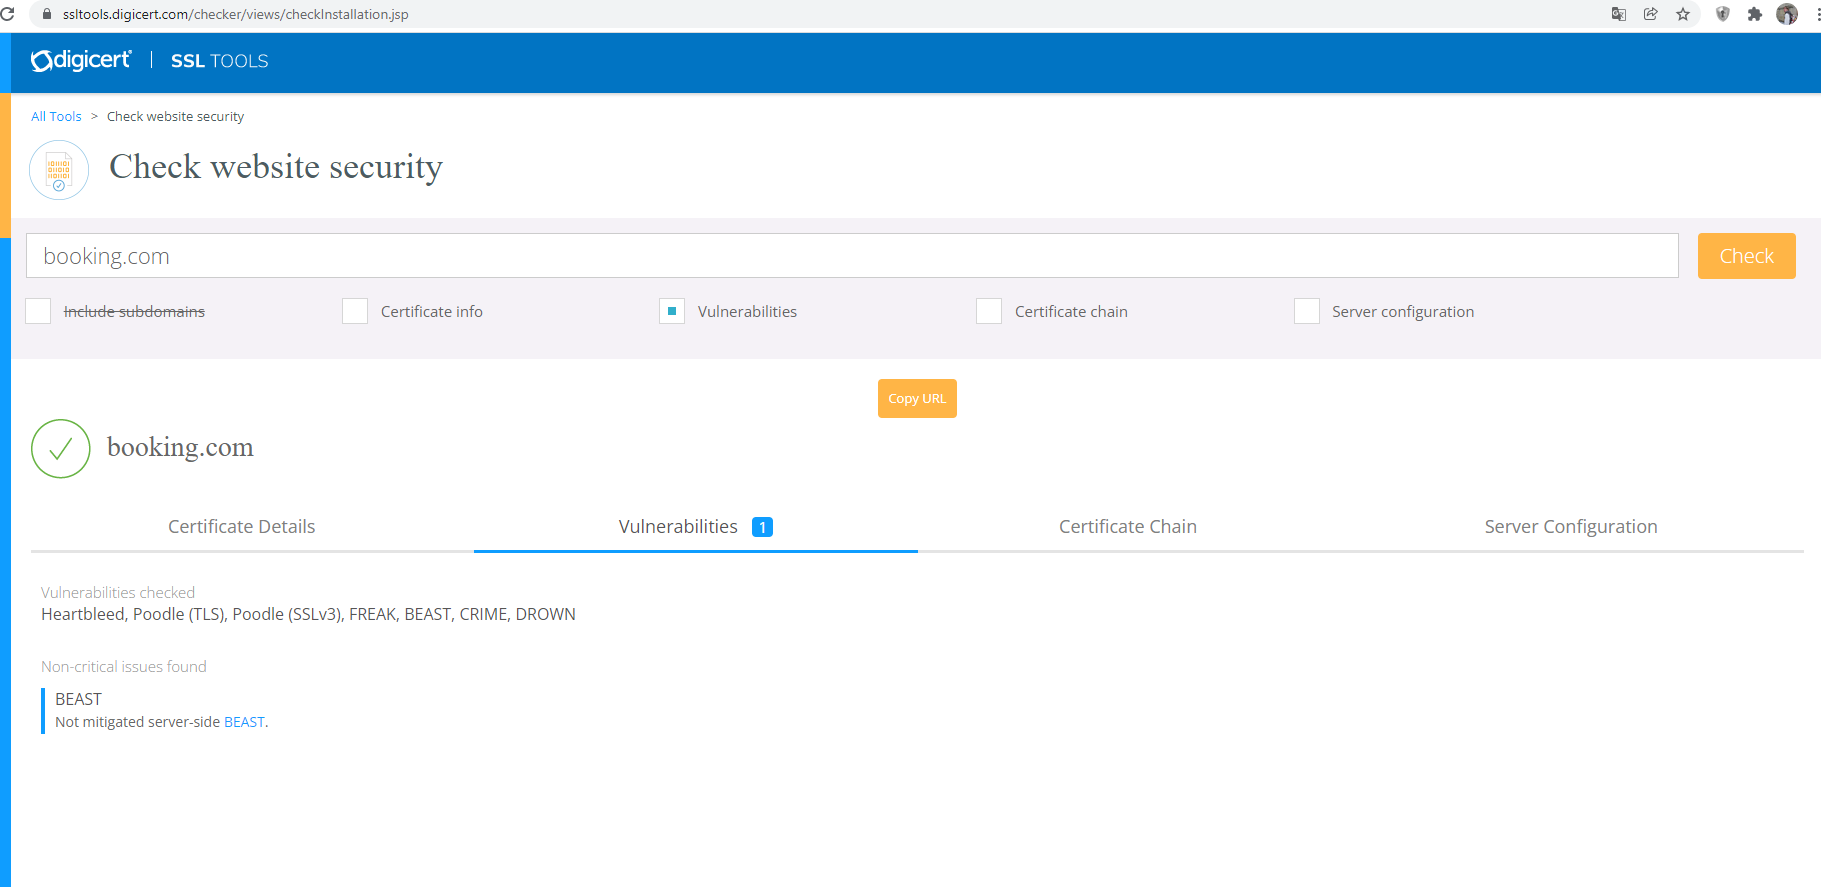 ssltools.digicert.com/checker/views/checkInstallation.jsp
digicert® | SSL TOOLS
All Tools > Check website security
Check website security
booking.com
Check
Include subdomains
Certificate info
Vulnerabilities
Certificate chain
Server configuration
Copy URL
booking.com
Certificate Details
Vulnerabilities 1
Certificate Chain
Server Configuration
Vulnerabilities checked
Heartbleed, Poodle (TLS), Poodle (SSLv3), FREAK, BEAST, CRIME, DROWN
Non-critical issues found
BEAST
Not mitigated server-side BEAST.